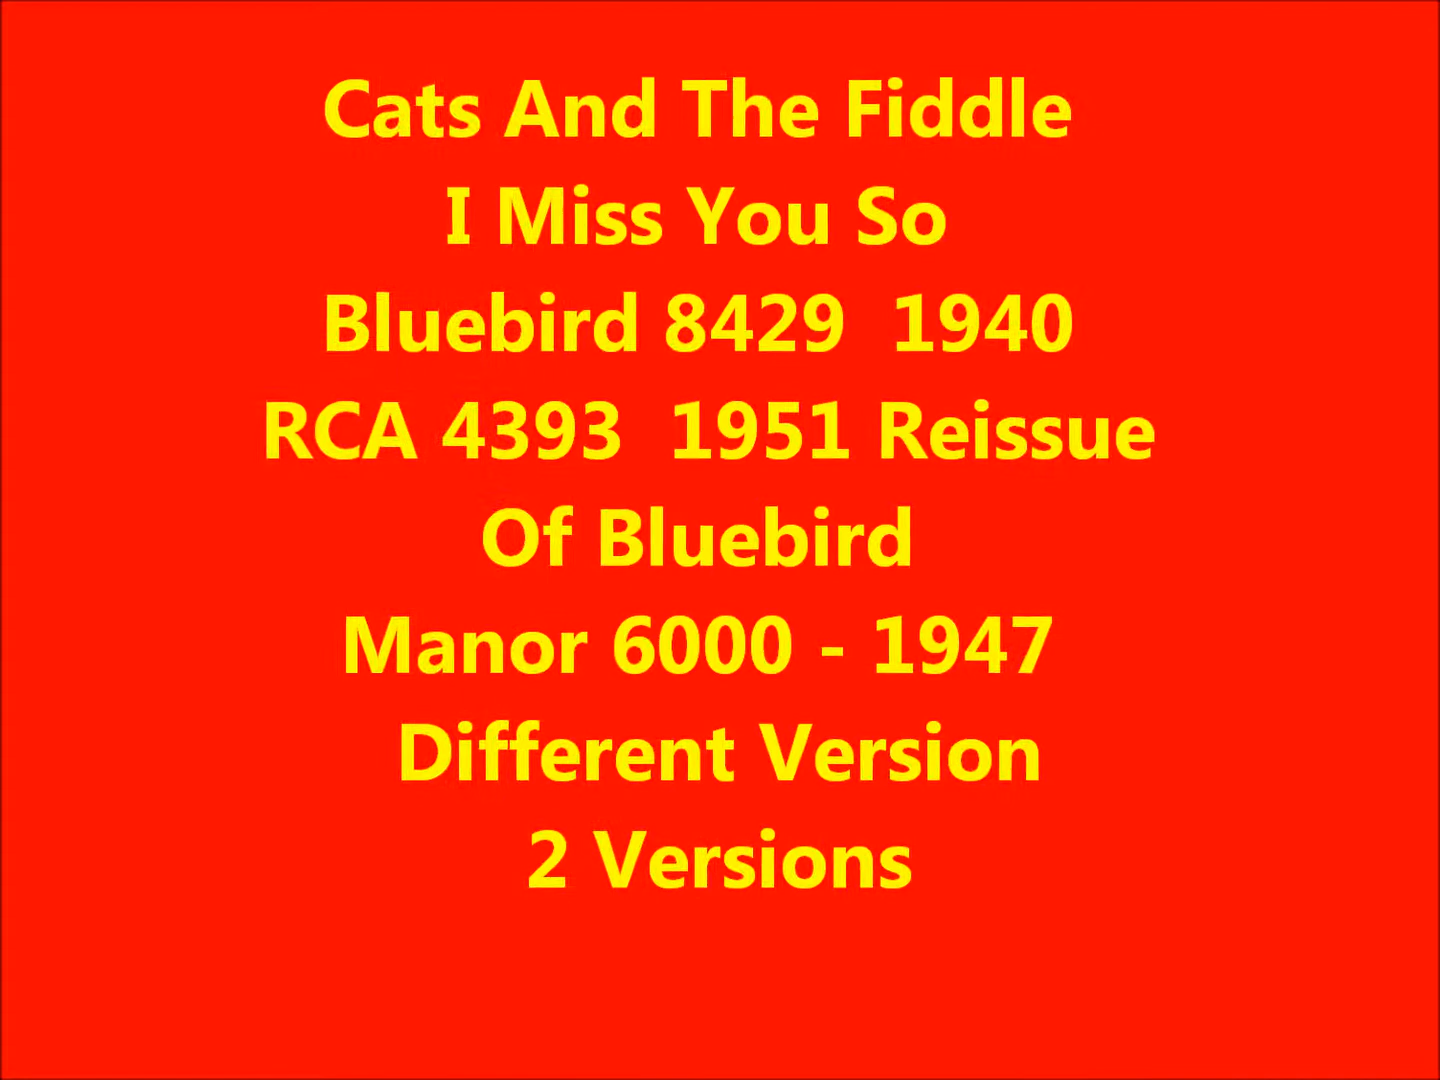 Cats And The Fiddle
I Miss You So
Bluebird 8429 1940
RCA 4393 1951 Reissue
Of Bluebird
Manor 6000 - 1947
Different Version
2 Versions